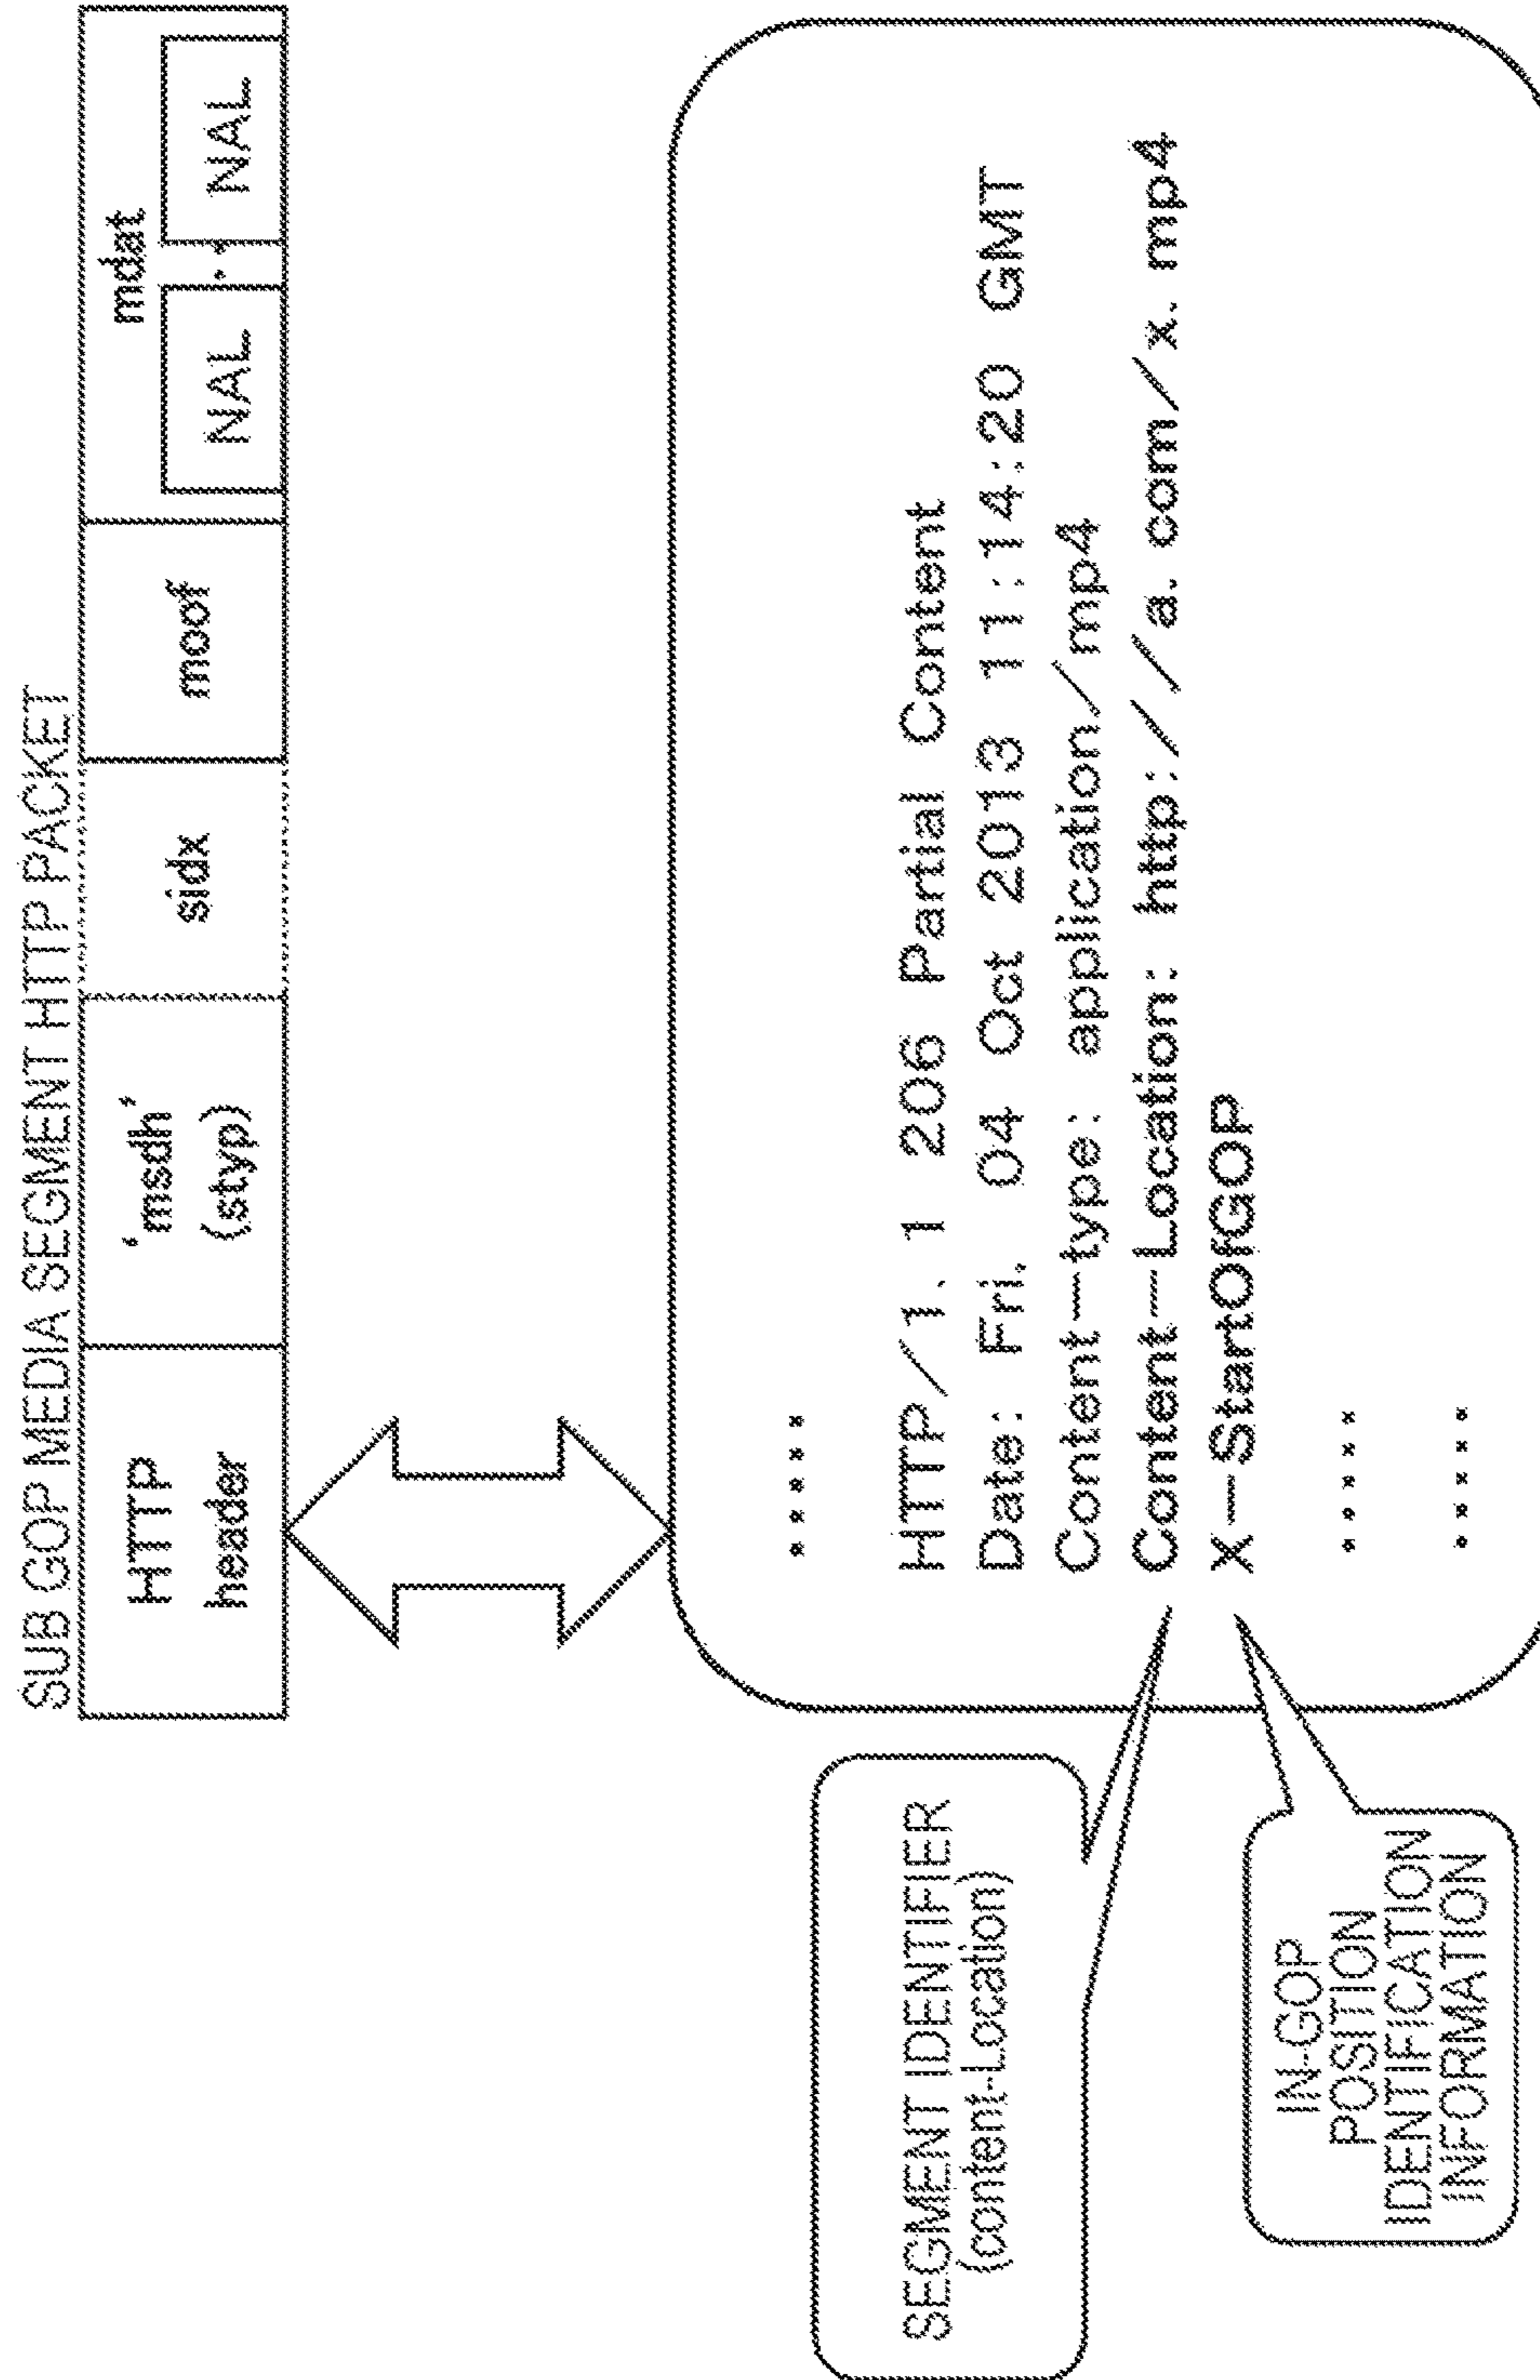 SUB GOP MEDIA SEGMENT HTTP PACKET
HTTP
header
‘msdh’
(styp)
sidx
moof
mdat
NAL
...
NAL
.....
HTTP/1. 1 206 Partial Content
Date: Fri. 04 Oct 2013 11:14:20 GMT
Content-type: application/mp4
Content-Location: http://a. com/x. mp4
X-StartOfGOP
.....
.....
SEGMENT IDENTIFIER
(content-Location)
IN-GOP
POSITION
IDENTIFICATION
INFORMATION